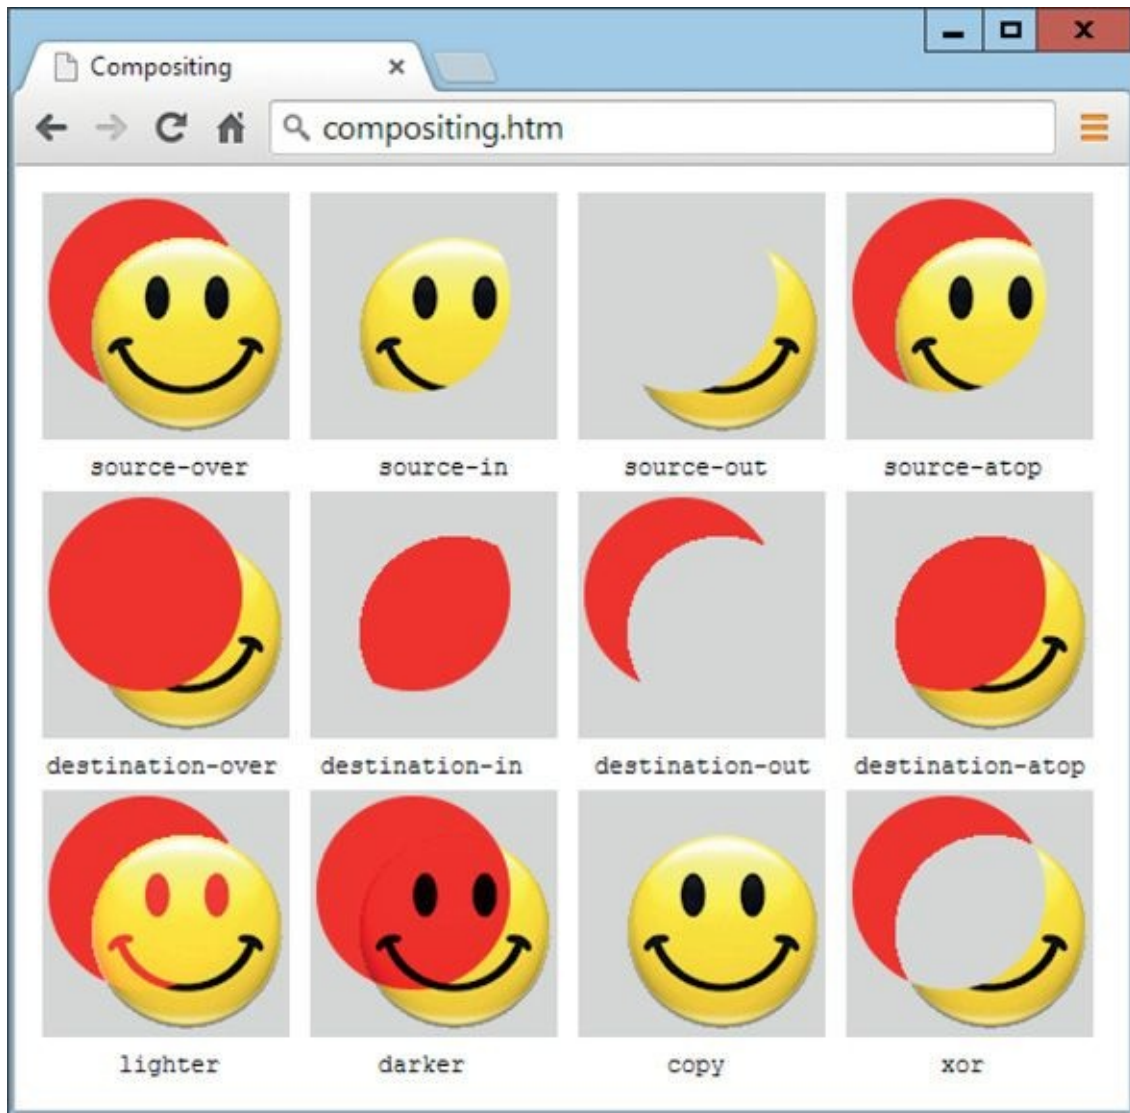 Compositing
compositing.htm
source-over source-in source-out source-atop
destination-over destination-in destination-out destination-atop
lighter darker copy xor